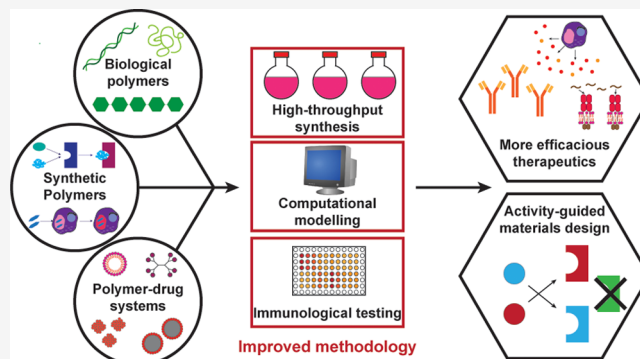 Biological
polymers
Synthetic
Polymers
Polymer-drug
systems
High-throughput
synthesis
Computational
modelling
Immunological testing
Improved methodology
More efficacious
therapeutics
Activity-guided
materials design